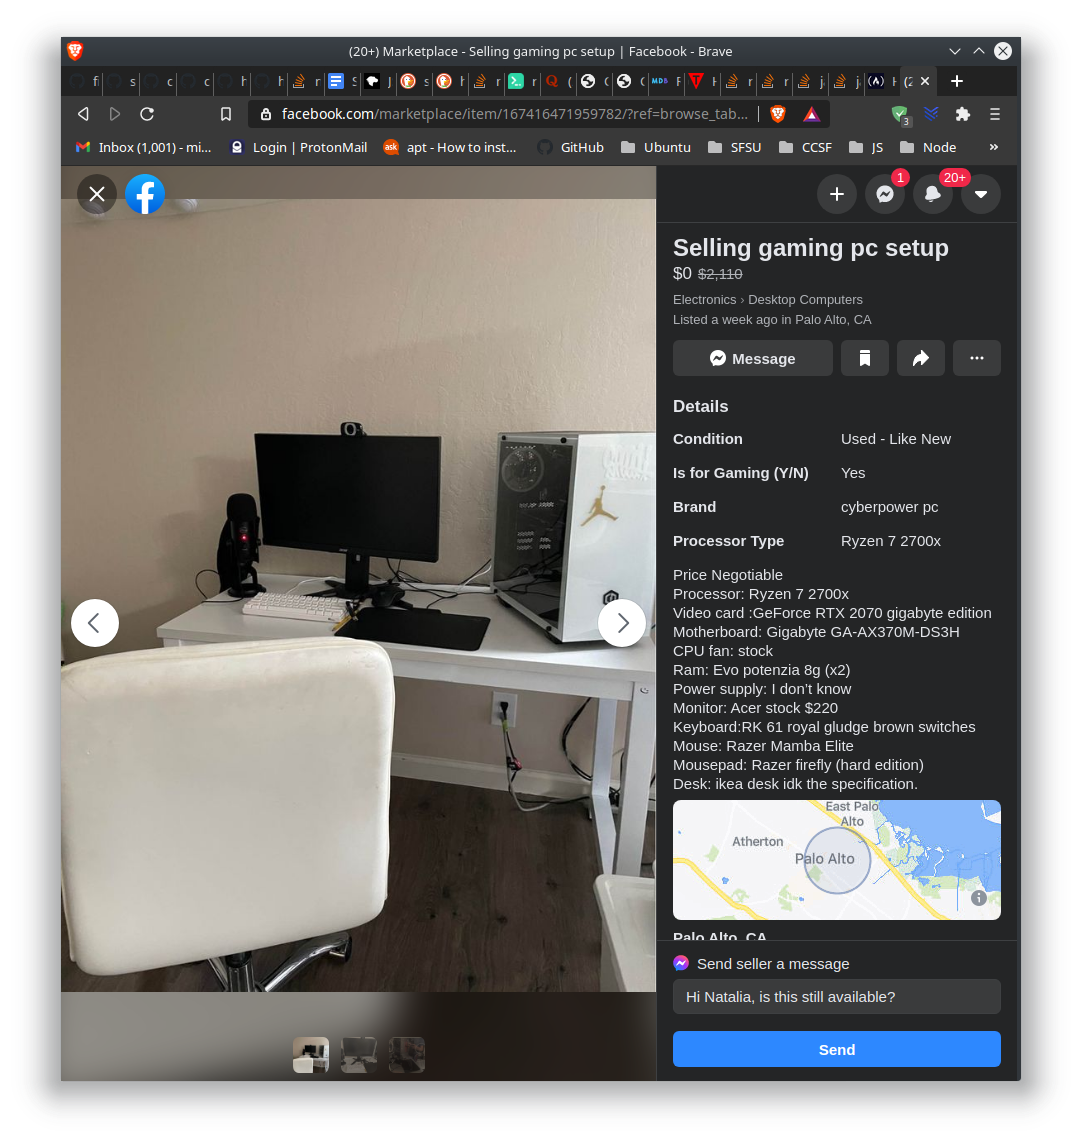 (20+) Marketplace - Selling gaming pc setup | Facebook - Brave
facebook.com/marketplace/item/167416471959782/?ref=browse_tab...
3
Inbox (1,001) - mi...
Login | ProtonMail
ask
apt - How to inst...
GitHub
Ubuntu
SFSU
CCSF
JS
Node
»
1
20+
Selling gaming pc setup
$0 $2,110
Electronics › Desktop Computers
Listed a week ago in Palo Alto, CA
Message
Details
Condition Used - Like New
Is for Gaming (Y/N) Yes
Brand cyberpower pc
Processor Type Ryzen 7 2700x
Price Negotiable
Processor: Ryzen 7 2700x
Video card :GeForce RTX 2070 gigabyte edition
Motherboard: Gigabyte GA-AX370M-DS3H
CPU fan: stock
Ram: Evo potenzia 8g (x2)
Power supply: I don't know
Monitor: Acer stock $220
Keyboard:RK 61 royal gludge brown switches
Mouse: Razer Mamba Elite
Mousepad: Razer firefly (hard edition)
Desk: ikea desk idk the specification.
East Palo
Alto
Atherton
Palo Alto
Palo Alto, CA
Send seller a message
Hi Natalia, is this still available?
Send